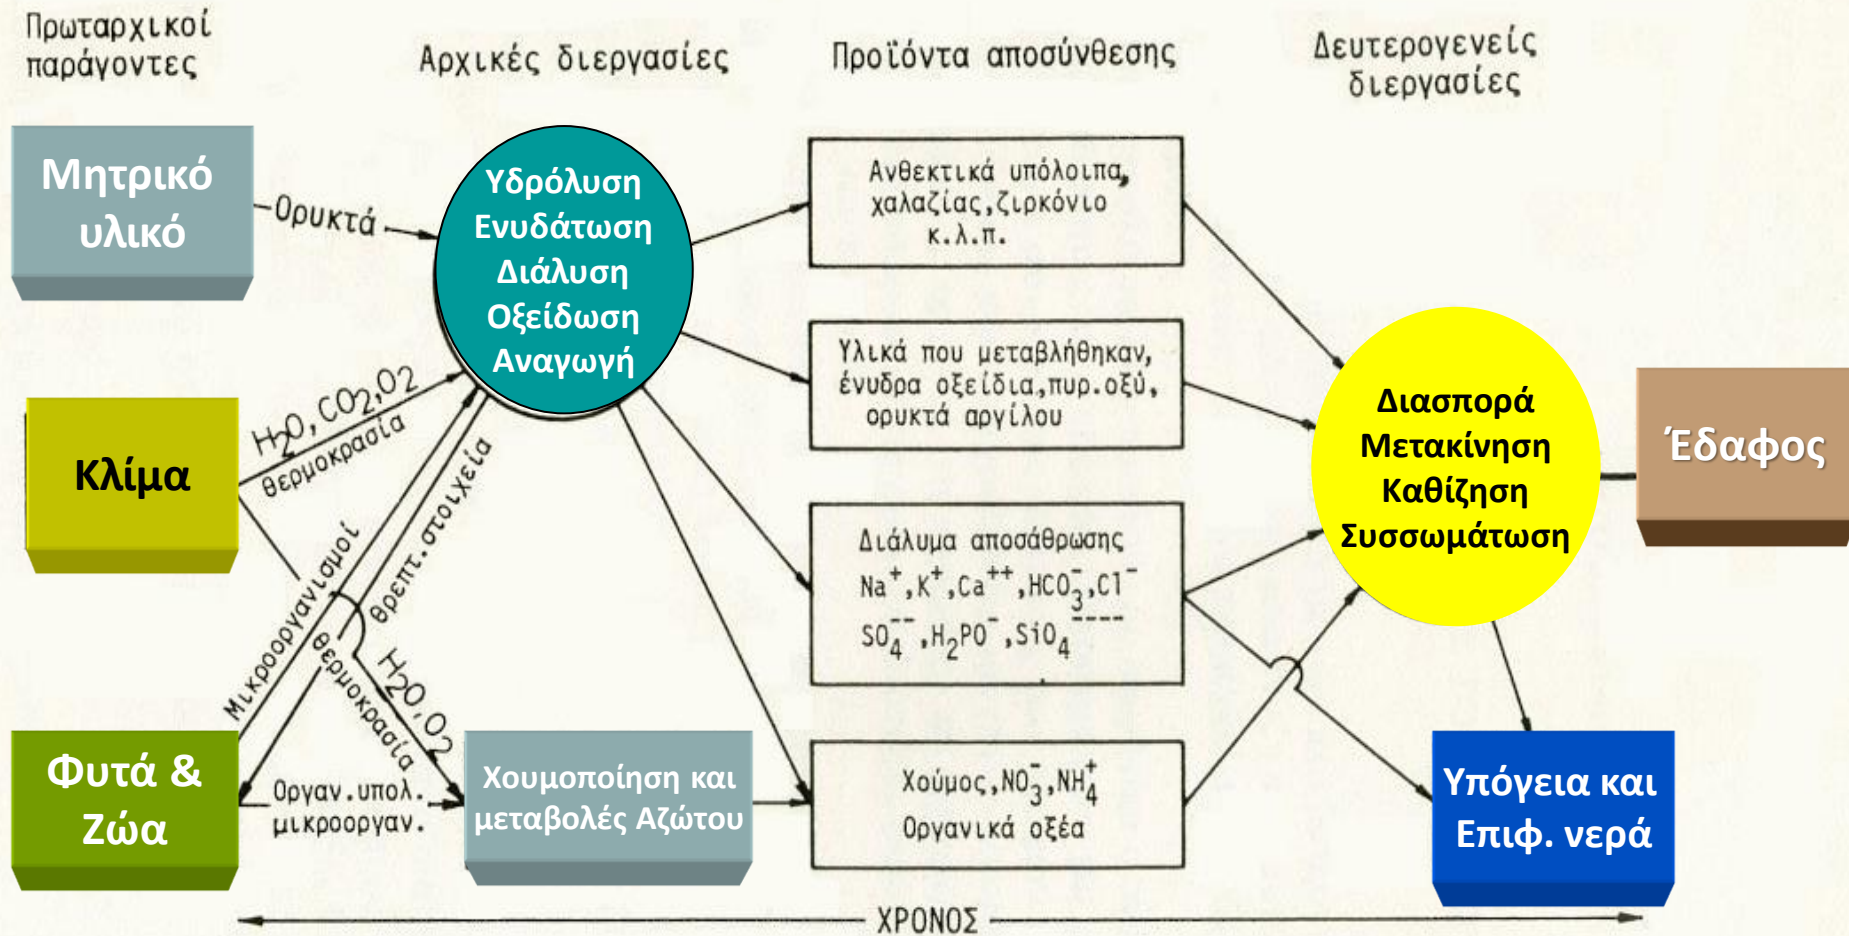 Πρωταρχικοί
παράγοντες
Αρχικές διεργασίες
Προϊόντα αποσύνθεσης
Δευτερογενείς
διεργασίες
Μητρικό
υλικό
Ορυκτά
Υδρόλυση
Ενυδάτωση
Διάλυση
Οξείδωση
Αναγωγή
Ανθεκτικά υπόλοιπα,
χαλαζίας,ζιρκόνιο
κ.λ.π.
Υλικά που μεταβλήθηκαν,
ένυδρα οξείδια,πυρ.οξύ,
ορυκτά αργίλου
Κλίμα
H₂O,CO₂,O₂
θερμοκρασία
Μικροοργανισμοί
θρεπτ.στοιχεία
θερμοκρασία
H₂O,O₂
Διάλυμα αποσάθρωσης
Na⁺,K⁺,Ca⁺⁺,HCO₃⁻,Cl⁻
SO₄⁻⁻,H₂PO⁻,SiO₄⁻⁻⁻⁻
Διασπορά
Μετακίνηση
Καθίζηση
Συσσωμάτωση
Έδαφος
Φυτά &
Ζώα
Οργαν.υπολ.
μικροοργαν.
Χουμοποίηση και
μεταβολές Αζώτου
Χούμος,NO₃⁻,NH₄⁺
Οργανικά οξέα
Υπόγεια και
Επιφ. νερά
ΧΡΟΝΟΣ